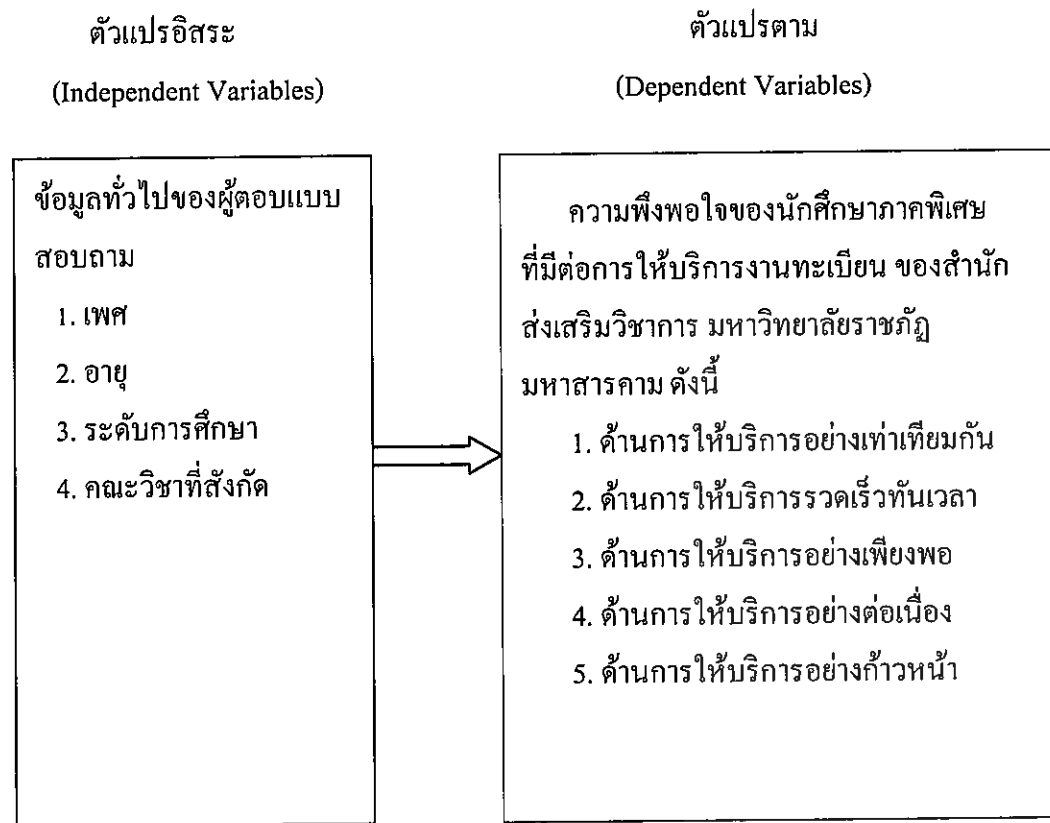 ตัวแปรอิสระ
(Independent Variables)
ข้อมูลทั่วไปของผู้ตอบแบบ
สอบถาม
1. เพศ
2. อายุ
3. ระดับการศึกษา
4. คณะวิชาที่สังกัด
ตัวแปรตาม
(Dependent Variables)
ความพึงพอใจของนักศึกษาภาคพิเศษ
ที่มีต่อการให้บริการงานทะเบียน ของสำนัก
ส่งเสริมวิชาการ มหาวิทยาลัยราชภัฏ
มหาสารคาม ดังนี้
1. ด้านการให้บริการอย่างเท่าเทียมกัน
2. ด้านการให้บริการรวดเร็วทันเวลา
3. ด้านการให้บริการอย่างเพียงพอ
4. ด้านการให้บริการอย่างต่อเนื่อง
5. ด้านการให้บริการอย่างก้าวหน้า